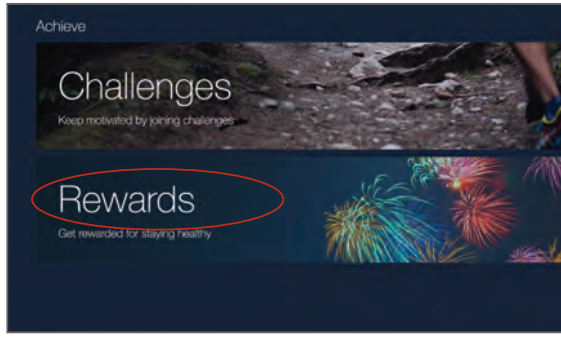 Achieve
Challenges
Keep motivated by joining challenges
Rewards
Get rewarded for staying healthy